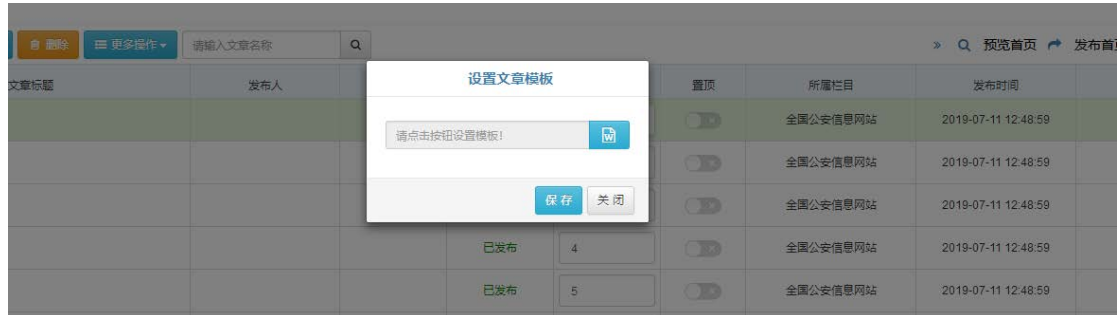 删除 更多操作 请输入文章名称 » 预览首页 发布首页
文章标题 发布人 置顶 所属栏目 发布时间
设置文章模板
请点击按钮设置模板!
保存 关闭
全国公安信息网站 2019-07-11 12:48:59
全国公安信息网站 2019-07-11 12:48:59
全国公安信息网站 2019-07-11 12:48:59
已发布 4 全国公安信息网站 2019-07-11 12:48:59
已发布 5 全国公安信息网站 2019-07-11 12:48:59